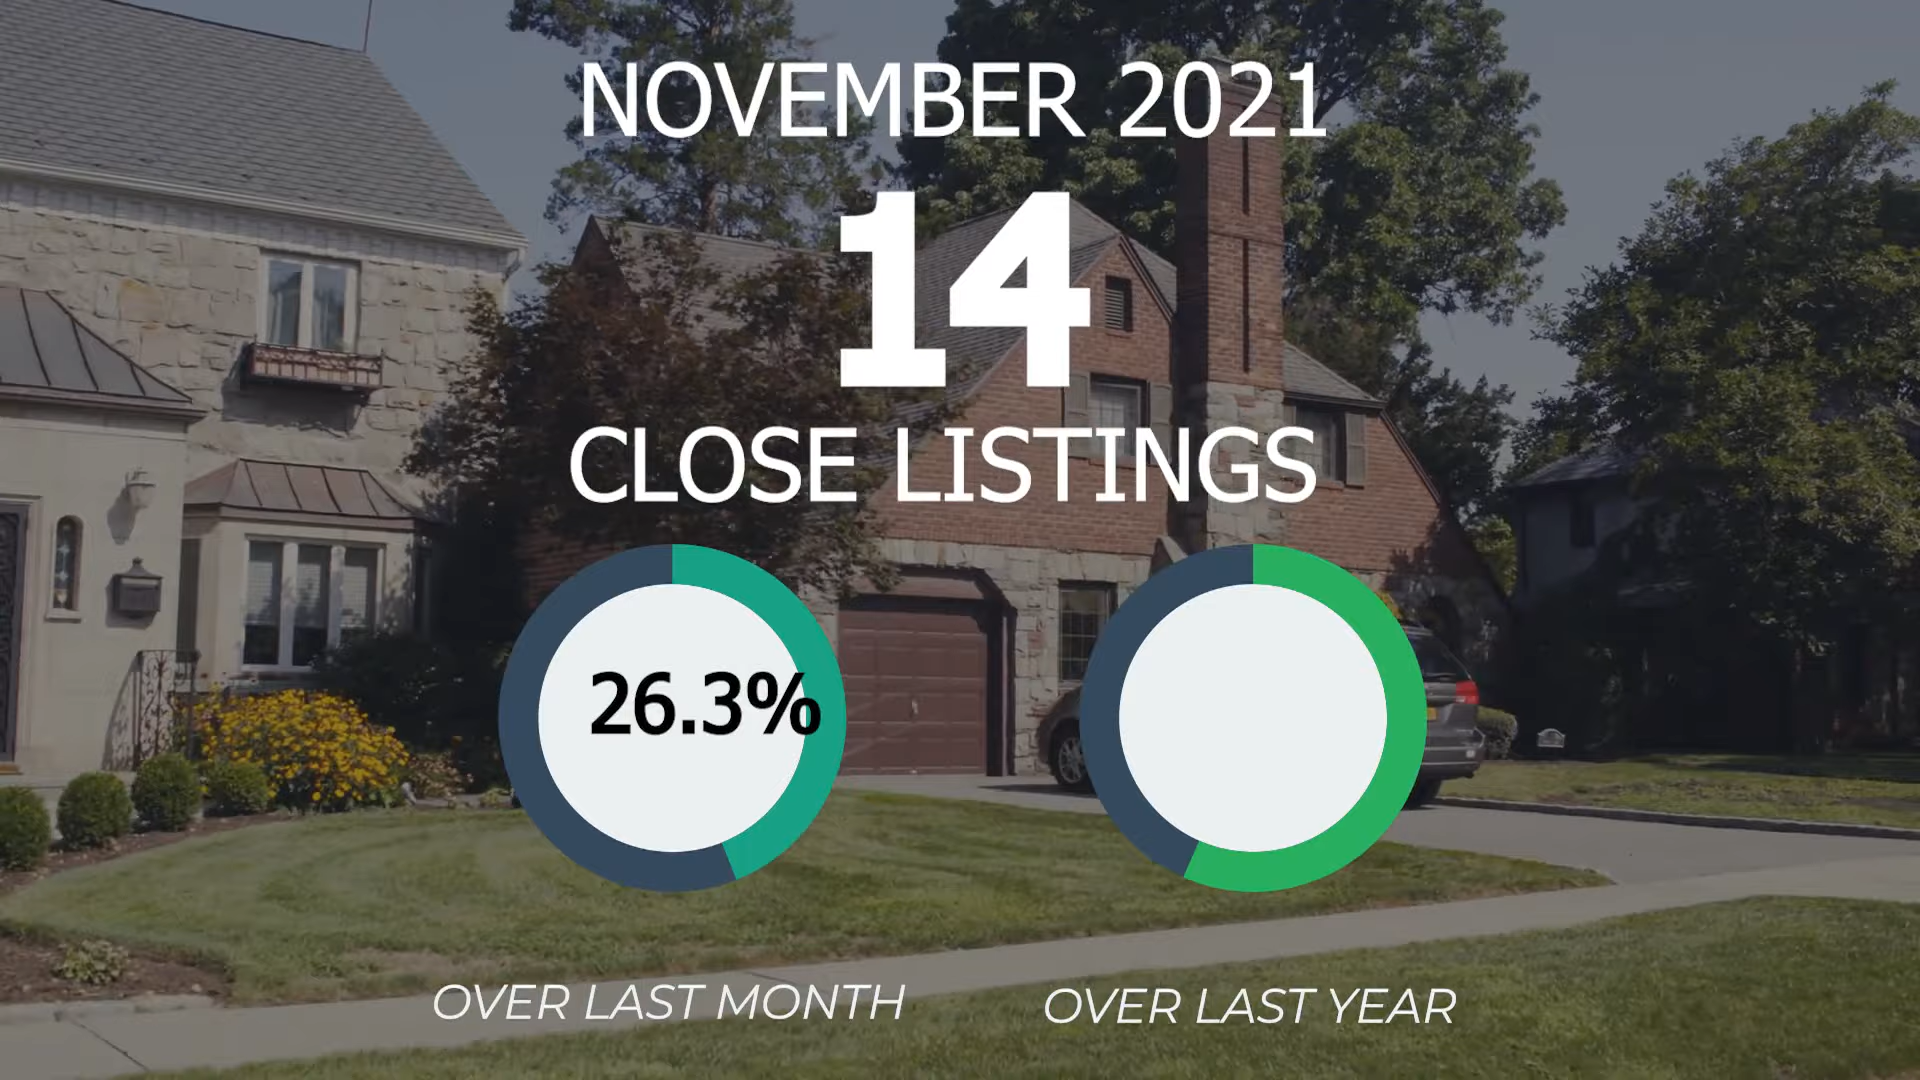 NOVEMBER 2021
14
CLOSE LISTINGS
26.3%
OVER LAST MONTH
OVER LAST YEAR